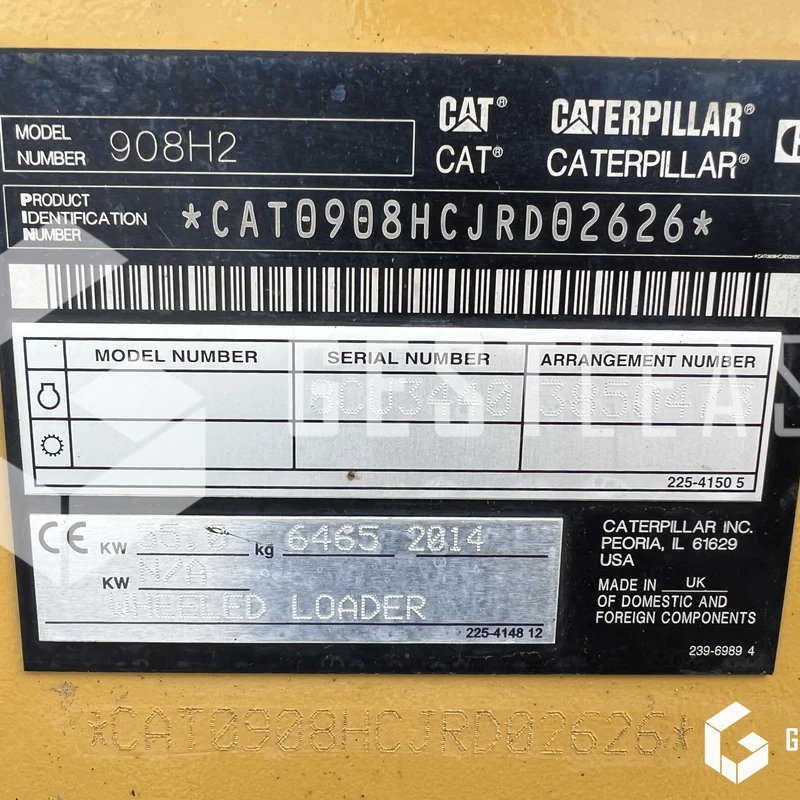 MODEL NUMBER 908H2
CAT® CATERPILLAR®
CAT® CATERPILLAR®
PRODUCT IDENTIFICATION NUMBER *CAT0908HCJRD02626*
MODEL NUMBER SERIAL NUMBER ARRANGEMENT NUMBER
225-4150 5
CE KW kg 6465 2014
KW N/A
WHEELED LOADER
225-4148 12
CATERPILLAR INC.
PEORIA, IL 61629
USA
MADE IN UK
OF DOMESTIC AND
FOREIGN COMPONENTS
239-6989 4
*CAT0908HCJRD02626*